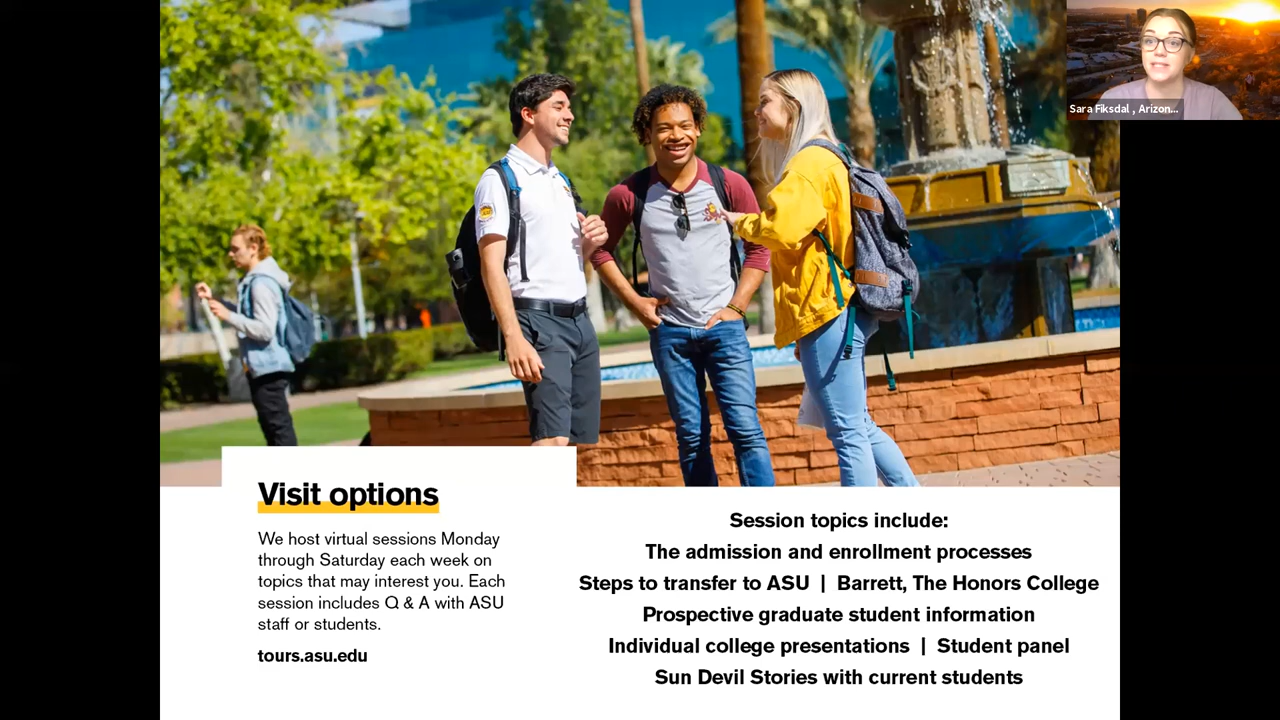 Sara Fiksdal , Arizon...
Visit options
We host virtual sessions Monday
through Saturday each week on
topics that may interest you. Each
session includes Q & A with ASU
staff or students.
tours.asu.edu
Session topics include:
The admission and enrollment processes
Steps to transfer to ASU | Barrett, The Honors College
Prospective graduate student information
Individual college presentations | Student panel
Sun Devil Stories with current students